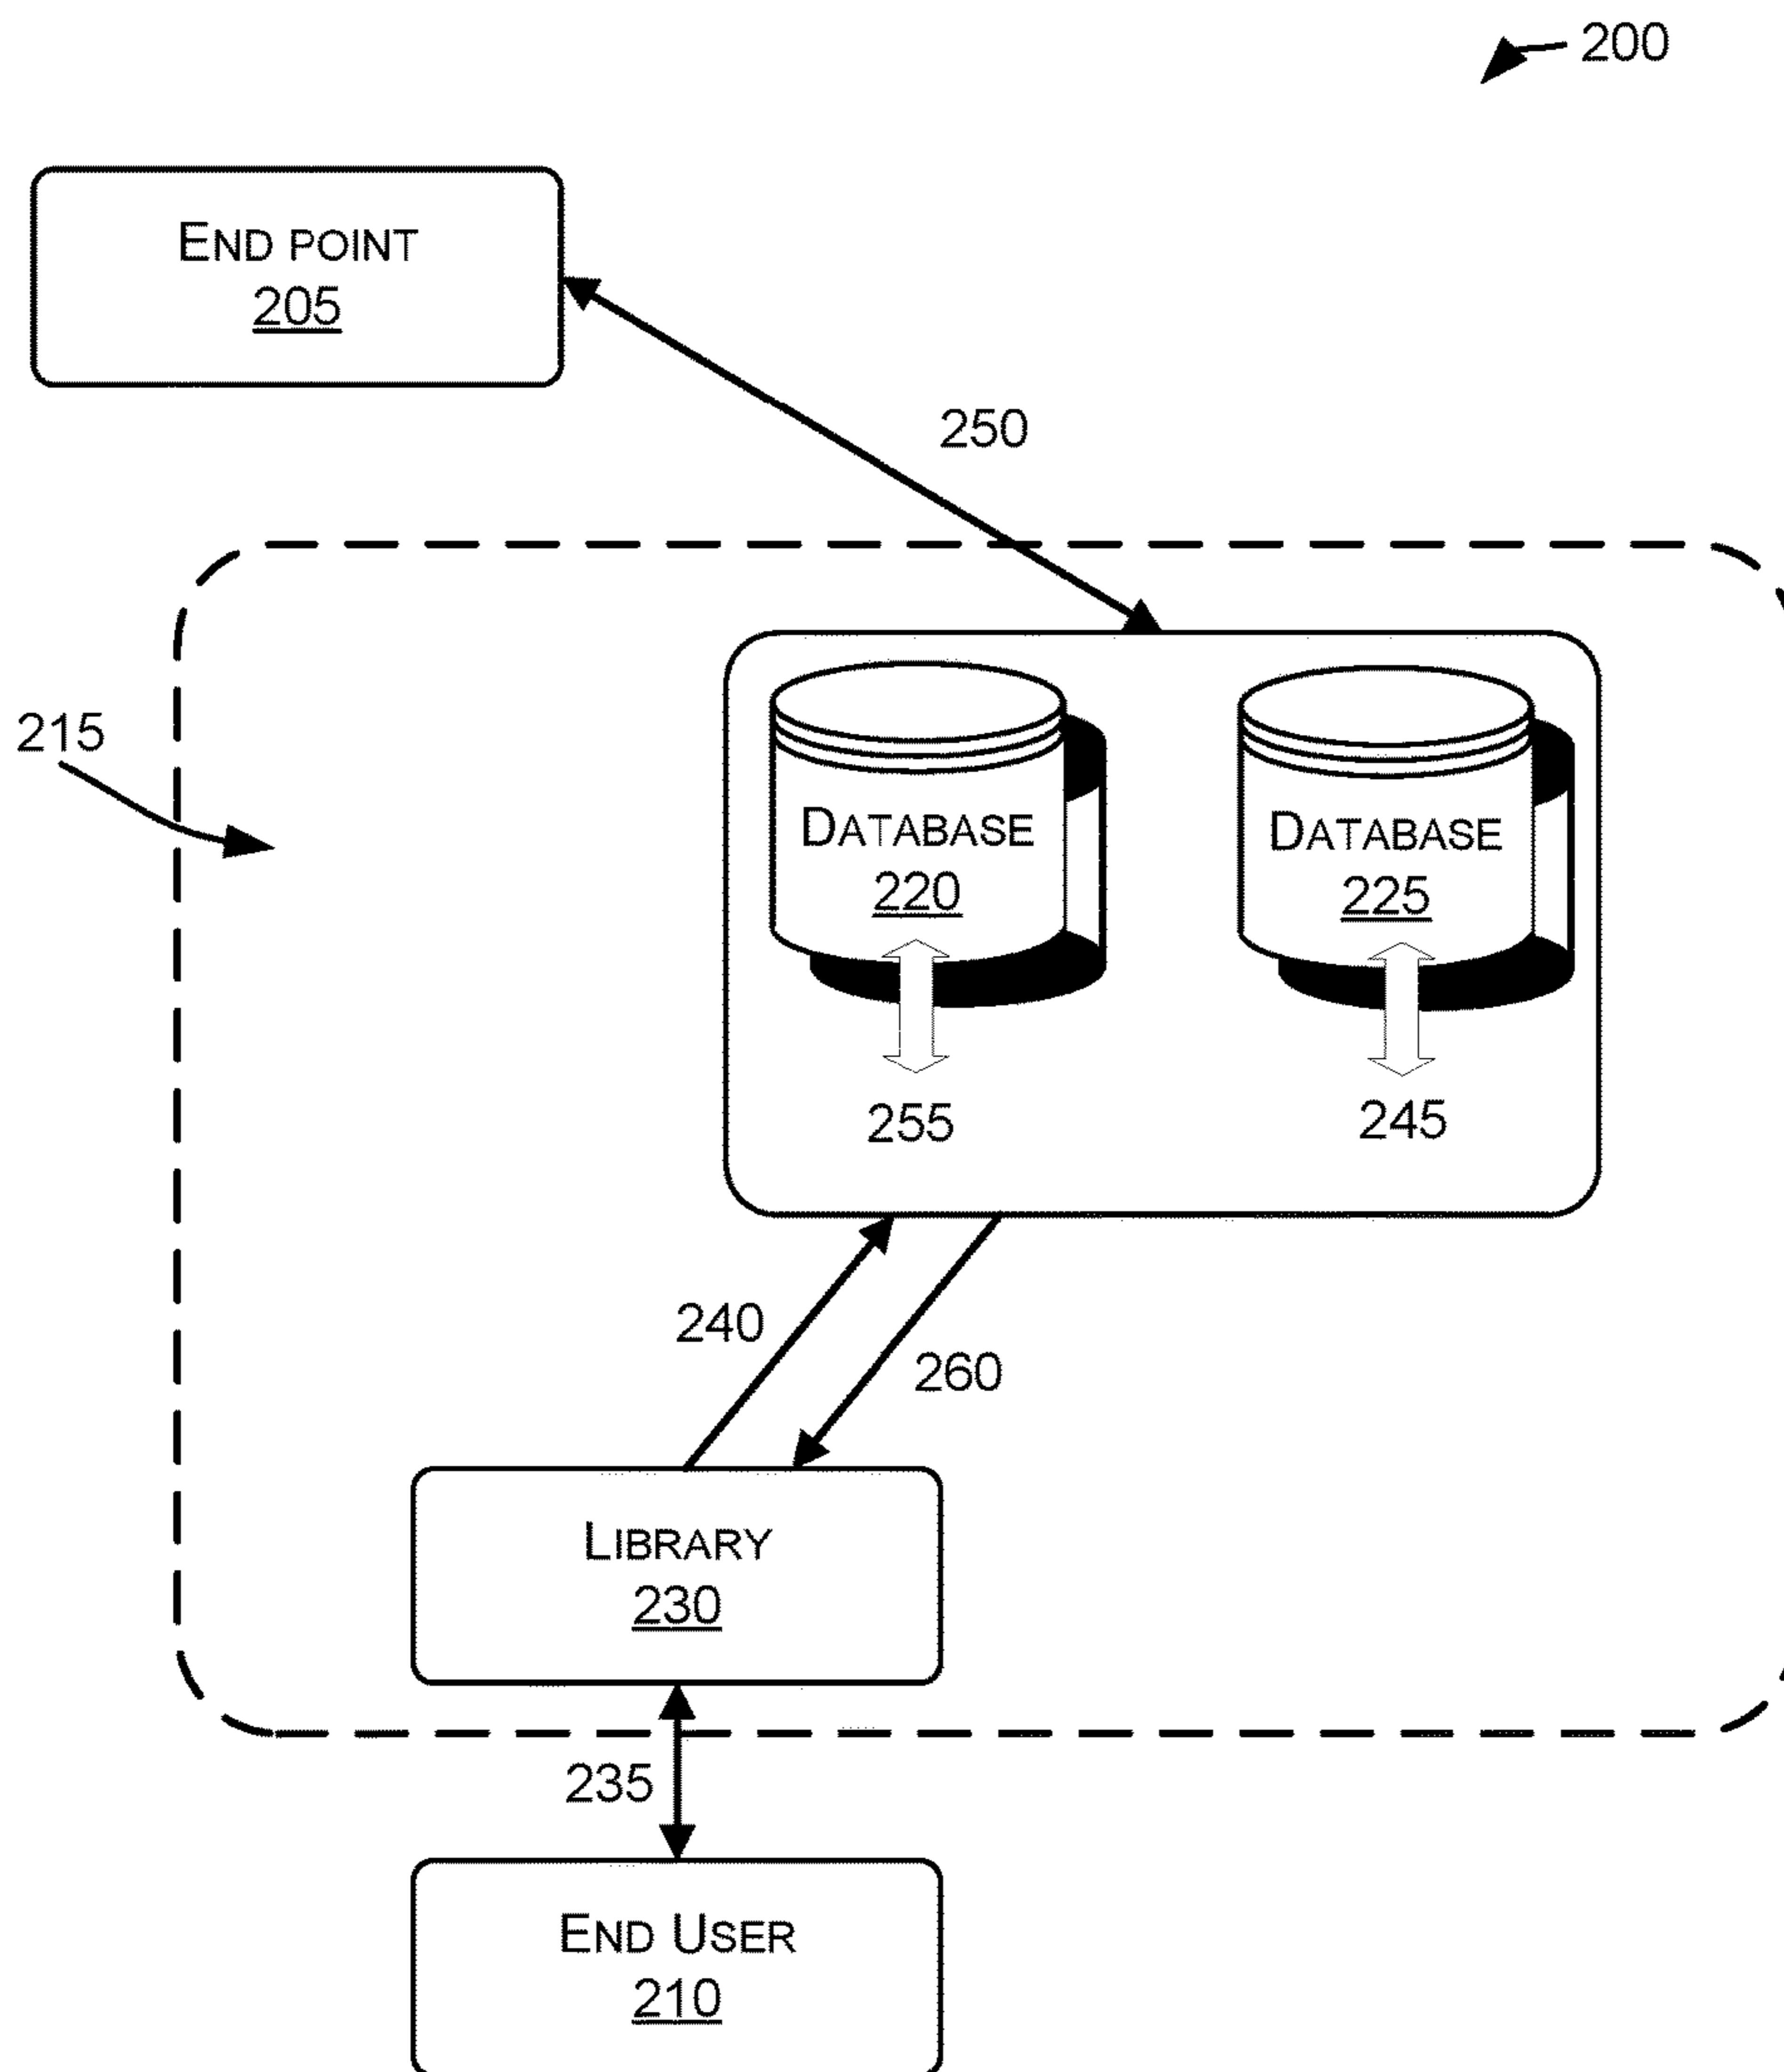 200
END POINT
205
250
215
DATABASE
220
DATABASE
225
255
245
240
260
LIBRARY
230
235
END USER
210